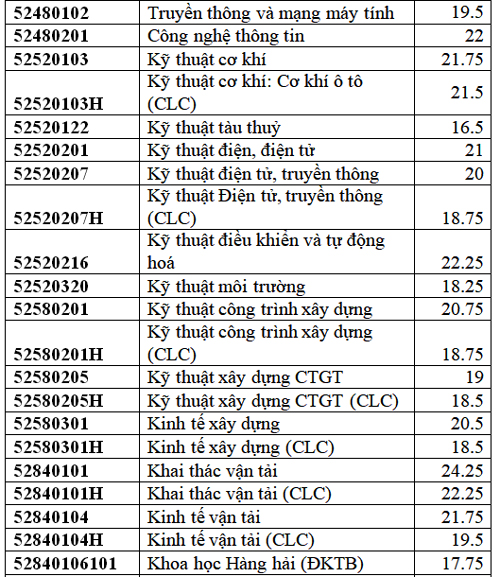 52480102 Truyền thông và mạng máy tính 19.5
52480201 Công nghệ thông tin 22
52520103 Kỹ thuật cơ khí 21.75
Kỹ thuật cơ khí: Cơ khí ô tô
52520103H (CLC) 21.5
52520122 Kỹ thuật tàu thuỷ 16.5
52520201 Kỹ thuật điện, điện tử 21
52520207 Kỹ thuật điện tử, truyền thông 20
Kỹ thuật Điện tử, truyền thông
52520207H (CLC) 18.75
Kỹ thuật điều khiển và tự động
52520216 hoá 22.25
52520320 Kỹ thuật môi trường 18.25
52580201 Kỹ thuật công trình xây dựng 20.75
Kỹ thuật công trình xây dựng
52580201H (CLC) 18.75
52580205 Kỹ thuật xây dựng CTGT 19
52580205H Kỹ thuật xây dựng CTGT (CLC) 18.5
52580301 Kinh tế xây dựng 20.5
52580301H Kinh tế xây dựng (CLC) 18.5
52840101 Khai thác vận tải 24.25
52840101H Khai thác vận tải (CLC) 22.25
52840104 Kinh tế vận tải 21.75
52840104H Kinh tế vận tải (CLC) 19.5
52840106101 Khoa học Hàng hải (ĐKTB) 17.75